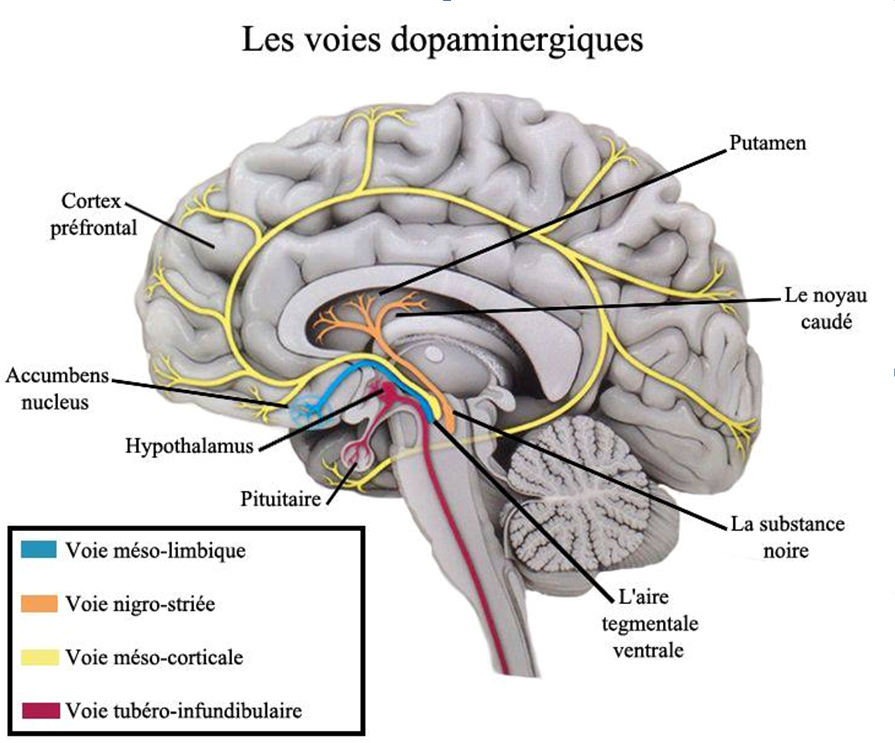 Les voies dopaminergiques
Putamen
Cortex
préfrontal
Le noyau
caudé
Accumbens
nucleus
Hypothalamus
Pituitaire
La substance
noire
L'aire
tegmentale
ventrale
Voie méso-limbique
Voie nigro-striée
Voie méso-corticale
Voie tubéro-infundibulaire